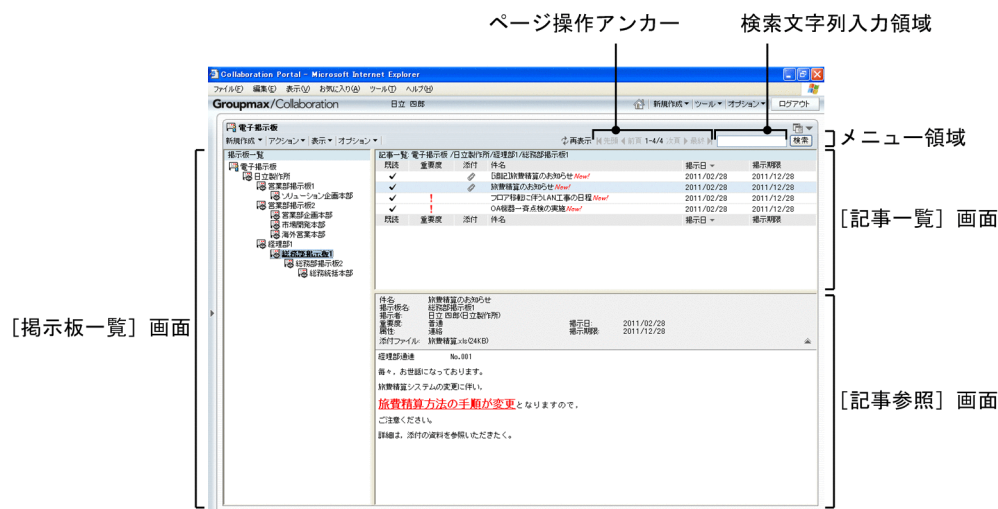 ページ操作アンカー
検索文字列入力領域
Collaboration Portal - Microsoft Internet Explorer
ファイル(F) 編集(E) 表示(V) お気に入り(A) ツール(T) ヘルプ(H)
Groupmax/Collaboration 日立 四郎 新規作成 ツール オプション ログアウト
電子掲示板
新規作成 アクション 表示 オプション 再表示 先頭 前頁 1-4/4 次頁 最終 検索
メニュー領域
掲示板一覧
電子掲示板
日立製作所
営業部掲示板1
ソリューション企画本部
営業部掲示板2
営業企画本部
市場開発本部
海外営業本部
経理部1
総務部掲示板1
総務部掲示板2
総務統括本部
[掲示板一覧] 画面
記事一覧: 電子掲示板 /日立製作所/経理部1/総務部掲示板1
既読 重要度 添付 件名 掲示日 掲示期限
[追記]旅費精算のお知らせ New! 2011/02/28 2011/12/28
旅費精算のお知らせ New! 2011/02/28 2011/12/28
! フロア移動に伴うLAN工事の日程 New! 2011/02/28 2011/12/28
! OA機器一斉点検の実施 New! 2011/02/28 2011/12/28
既読 重要度 添付 件名 掲示日 掲示期限
[記事一覧] 画面
件名: 旅費精算のお知らせ
掲示板名: 総務部掲示板1
掲示者: 日立 四郎(日立製作所)
重要度: 普通 掲示日: 2011/02/28
属性: 連絡 掲示期限: 2011/12/28
添付ファイル: 旅費精算.xls(24KB)
経理部通達 No.001
毎々,お世話になっております。
旅費精算システムの変更に伴い,
旅費精算方法の手順が変更となりますので,
ご注意ください。
詳細は,添付の資料を参照いただきたく。
[記事参照] 画面